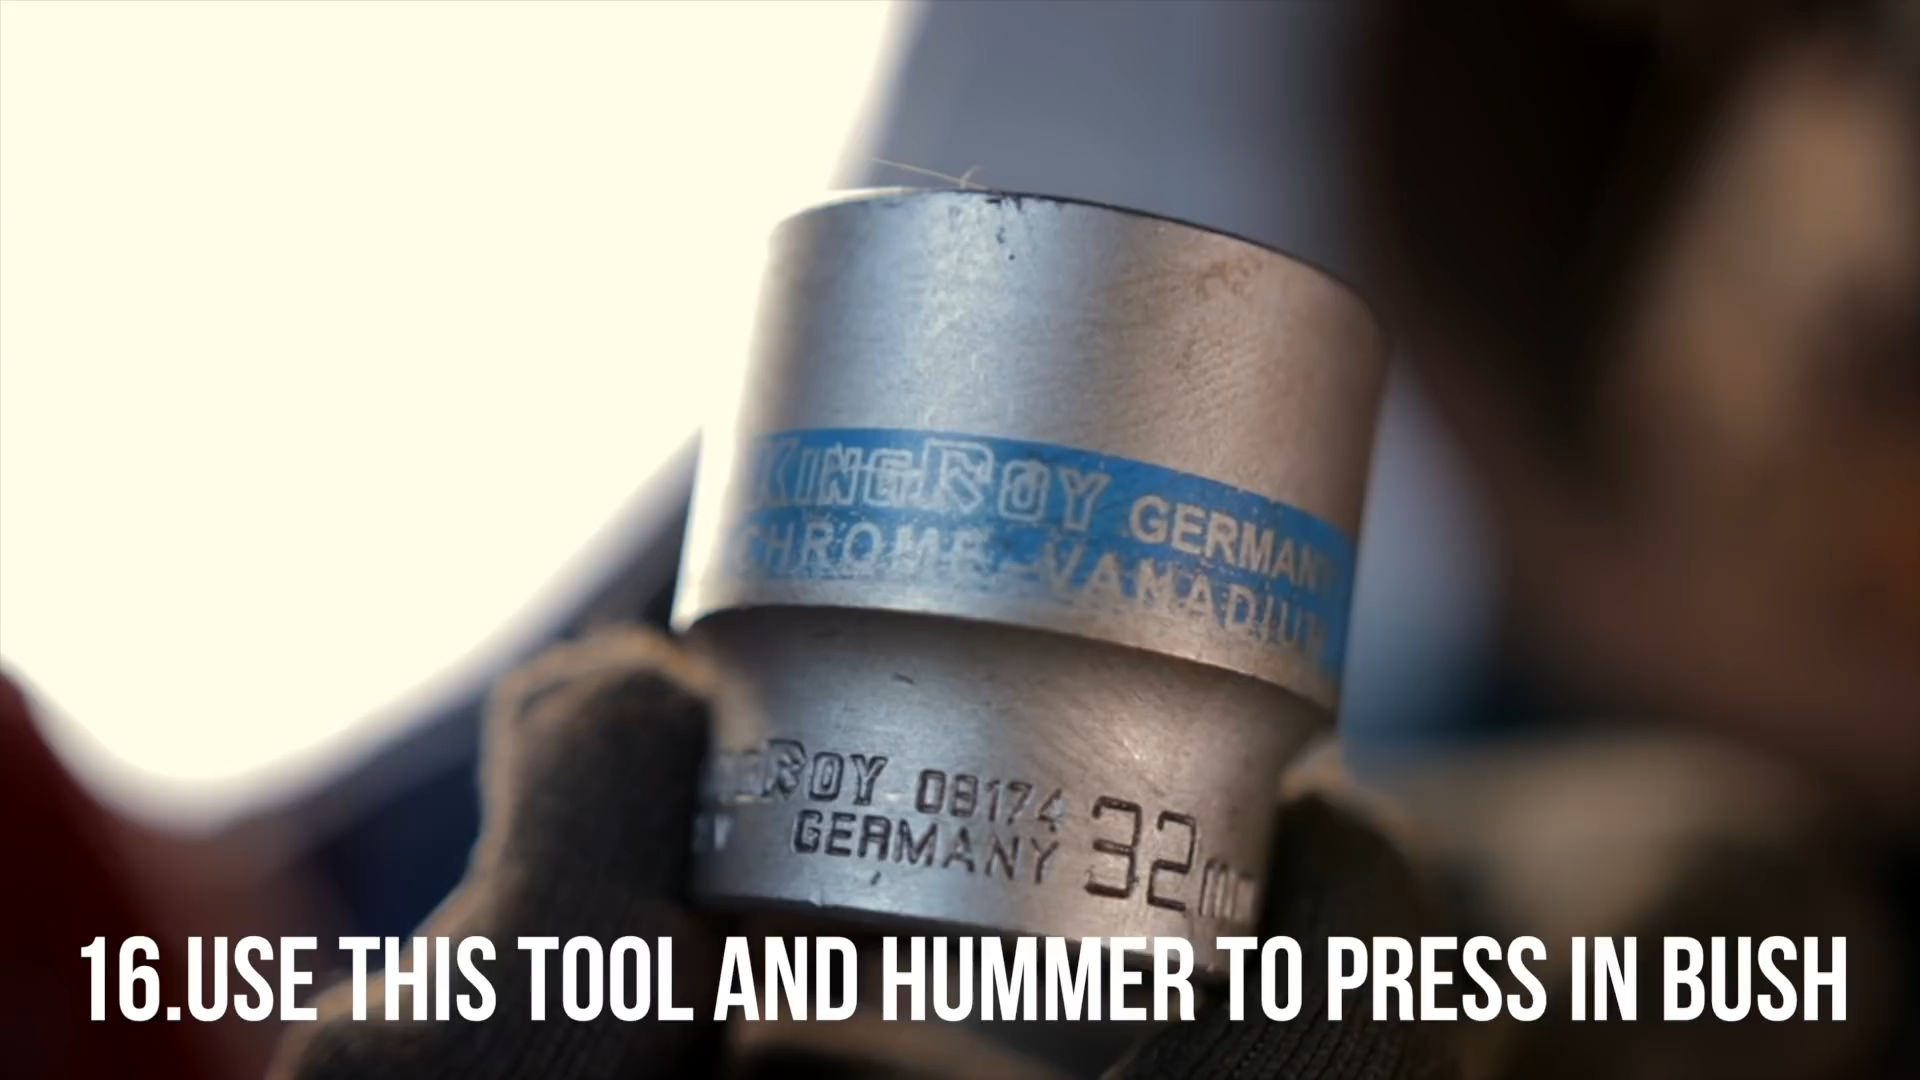 KINGROY GERMANY
CHROME-VANADIUM
ROY 08174
GERMANY 32mm
16.USE THIS TOOL AND HUMMER TO PRESS IN BUSH